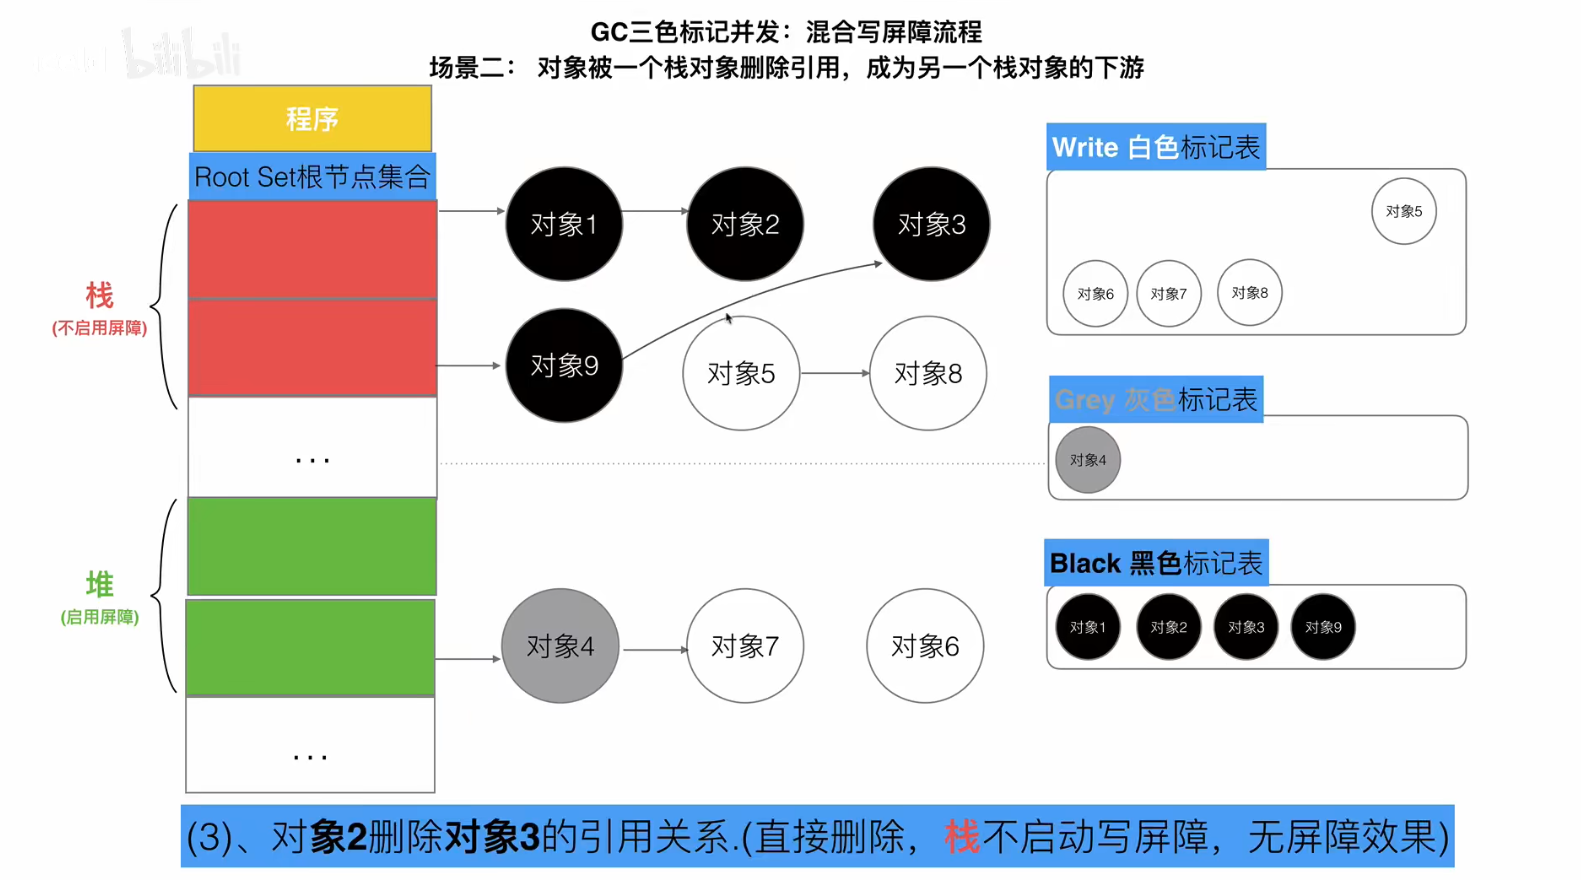 bilibili
GC三色标记并发：混合写屏障流程
场景二： 对象被一个栈对象删除引用，成为另一个栈对象的下游
程序
Root Set根节点集合
栈
(不启用屏障)
...
堆
(启用屏障)
...
对象1
对象2
对象3
对象9
对象5
对象8
对象4
对象7
对象6
Write 白色标记表
对象5
对象6
对象7
对象8
Grey 灰色标记表
对象4
Black 黑色标记表
对象1
对象2
对象3
对象9
(3)、对象2删除对象3的引用关系.(直接删除，栈不启动写屏障，无屏障效果)